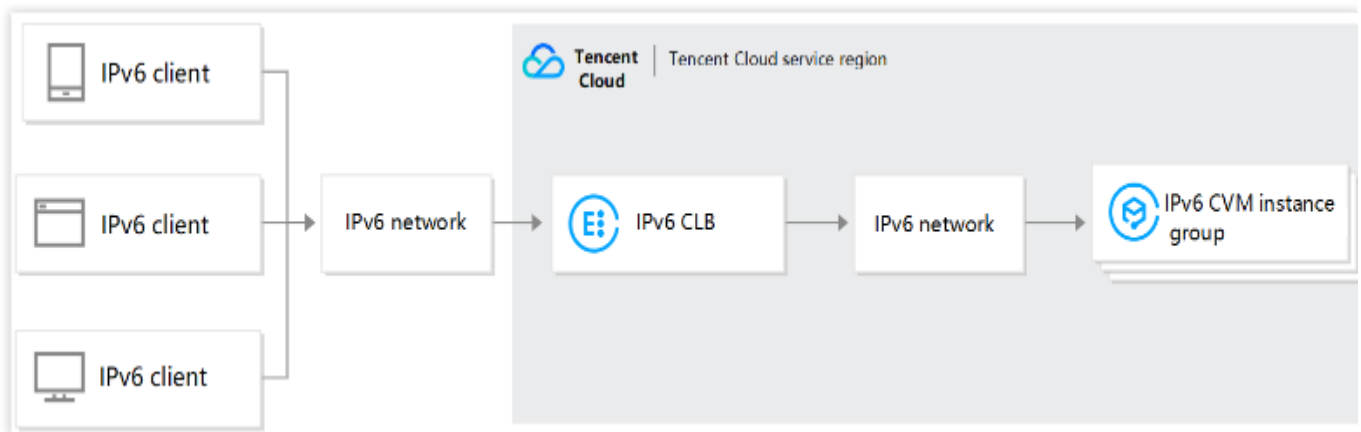 IPv6 client
IPv6 client
IPv6 client
IPv6 network
Tencent
Cloud
Tencent Cloud service region
IPv6 CLB
IPv6 network
IPv6 CVM instance
group